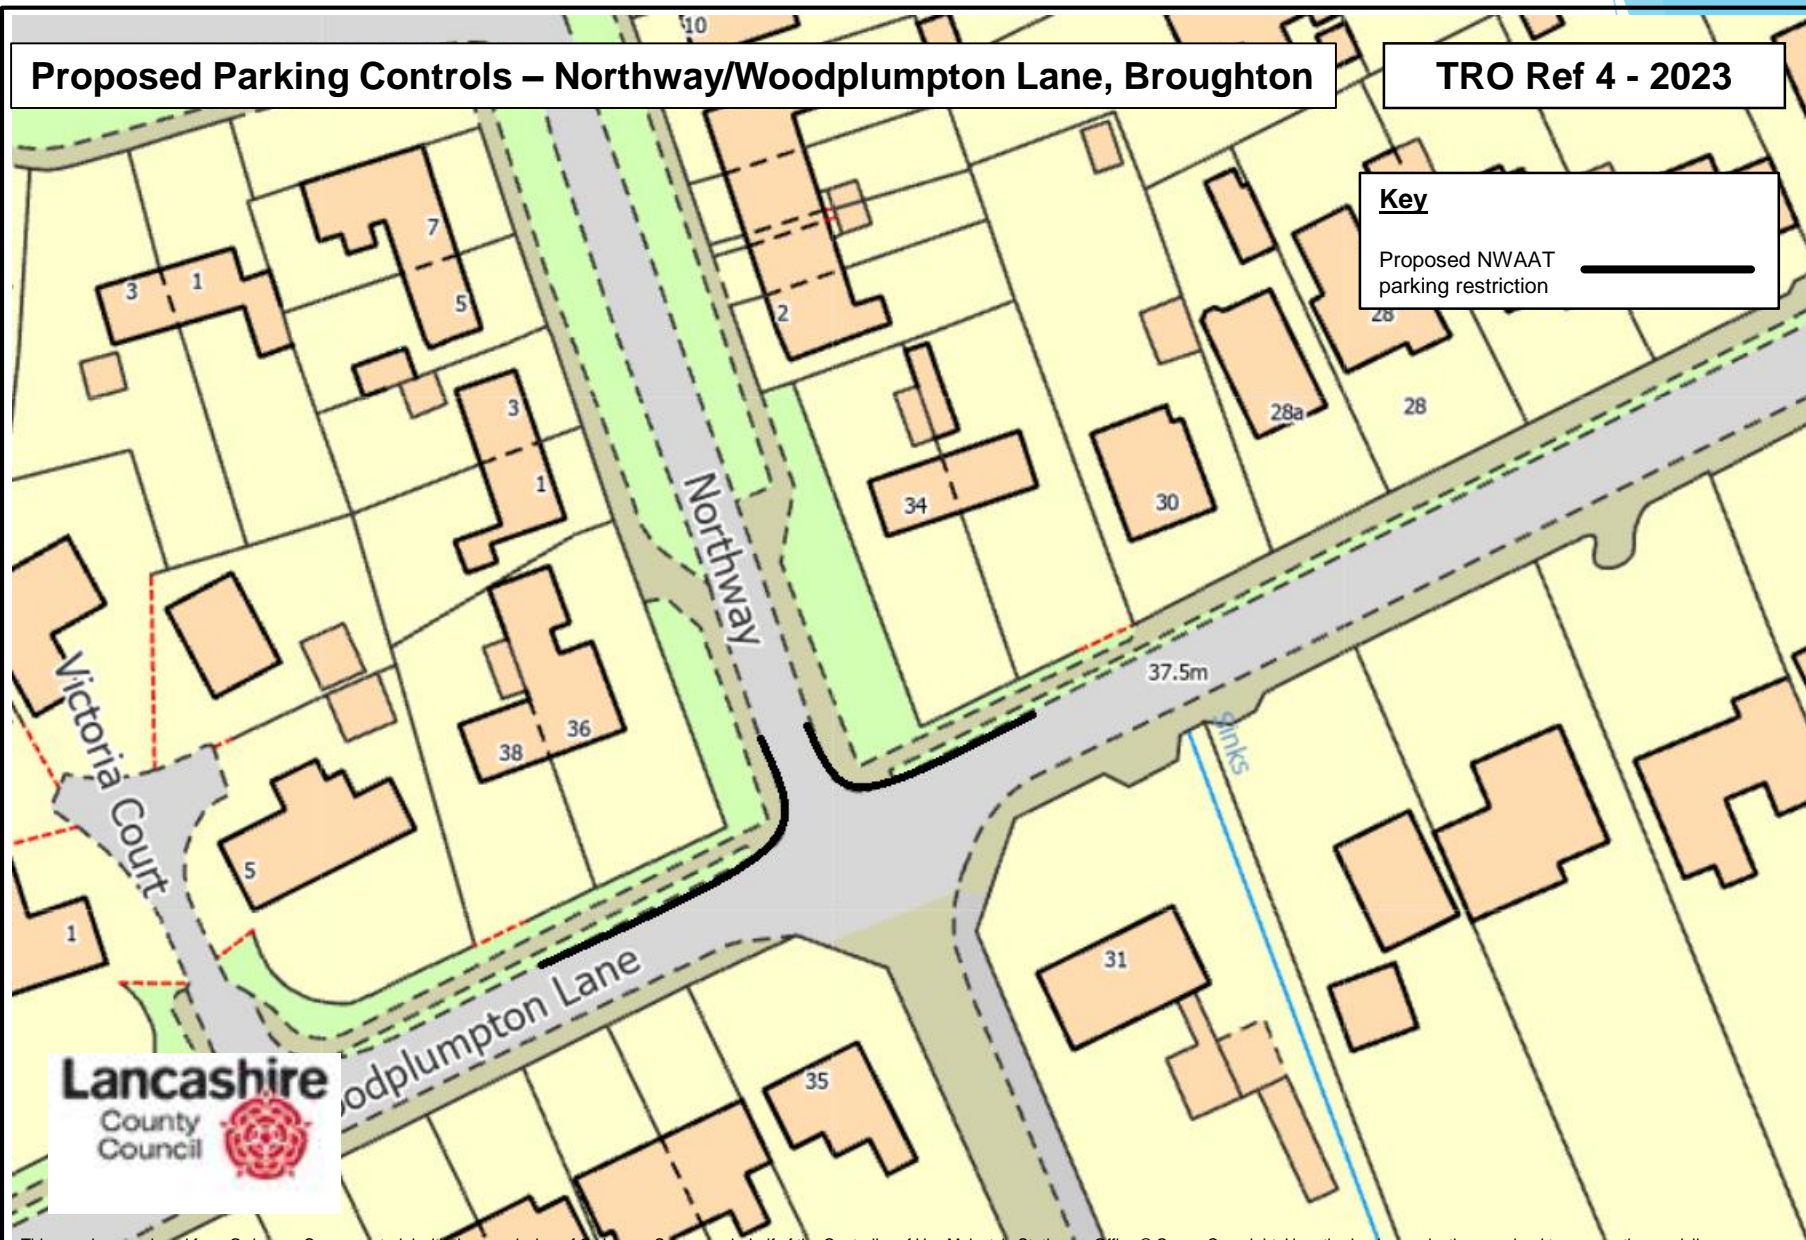 Proposed Parking Controls – Northway/Woodplumpton Lane, Broughton
TRO Ref 4 - 2023
Key
Proposed NWAAT
parking restriction
10
7
5
3
1
2
3
1
28
28a
28
34
30
Northway
37.5m
Sinks
36
38
Victoria Court
5
1
31
35
Lane
Lancashire
County
Council